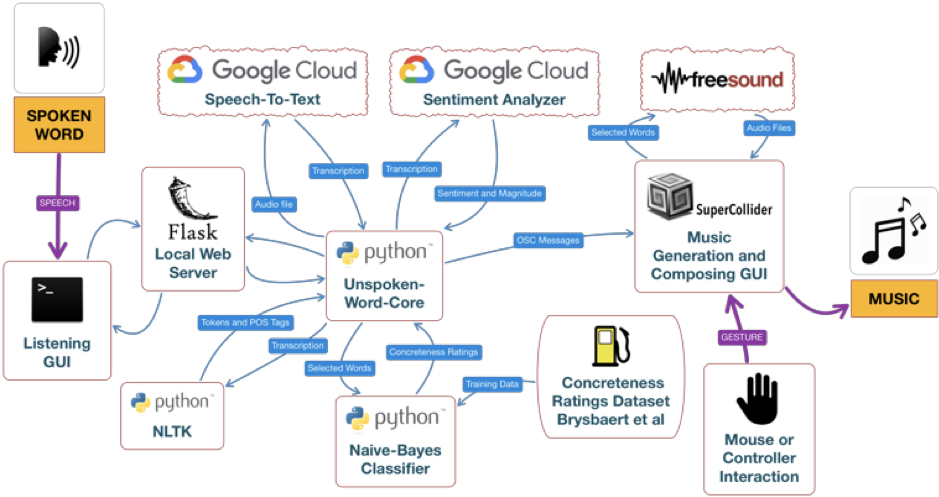 SPOKEN
WORD
SPEECH
>_
Listening
GUI
Flask
Local Web
Server
Google Cloud
Speech-To-Text
Audio file
Transcription
Google Cloud
Sentiment Analyzer
Transcription
Sentiment and Magnitude
freesound
Selected Words
Audio Files
python™
Unspoken-
Word-Core
OSC Messages
SuperCollider
Music
Generation and
Composing GUI
MUSIC
Tokens and POS Tags
Transcription
python™
NLTK
Selected Words
Concreteness Ratings
python™
Naive-Bayes
Classifier
Training Data
Concreteness
Ratings Dataset
Brysbaert et al
GESTURE
Mouse or
Controller
Interaction